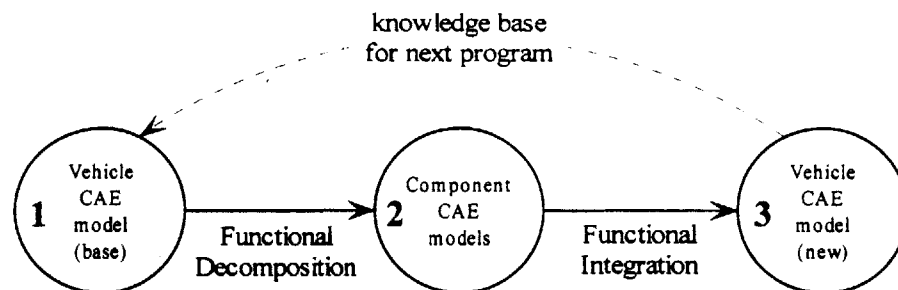 knowledge base
for next program
1
Vehicle
CAE
model
(base)
Functional
Decomposition
2
Component
CAE
models
Functional
Integration
3
Vehicle
CAE
model
(new)